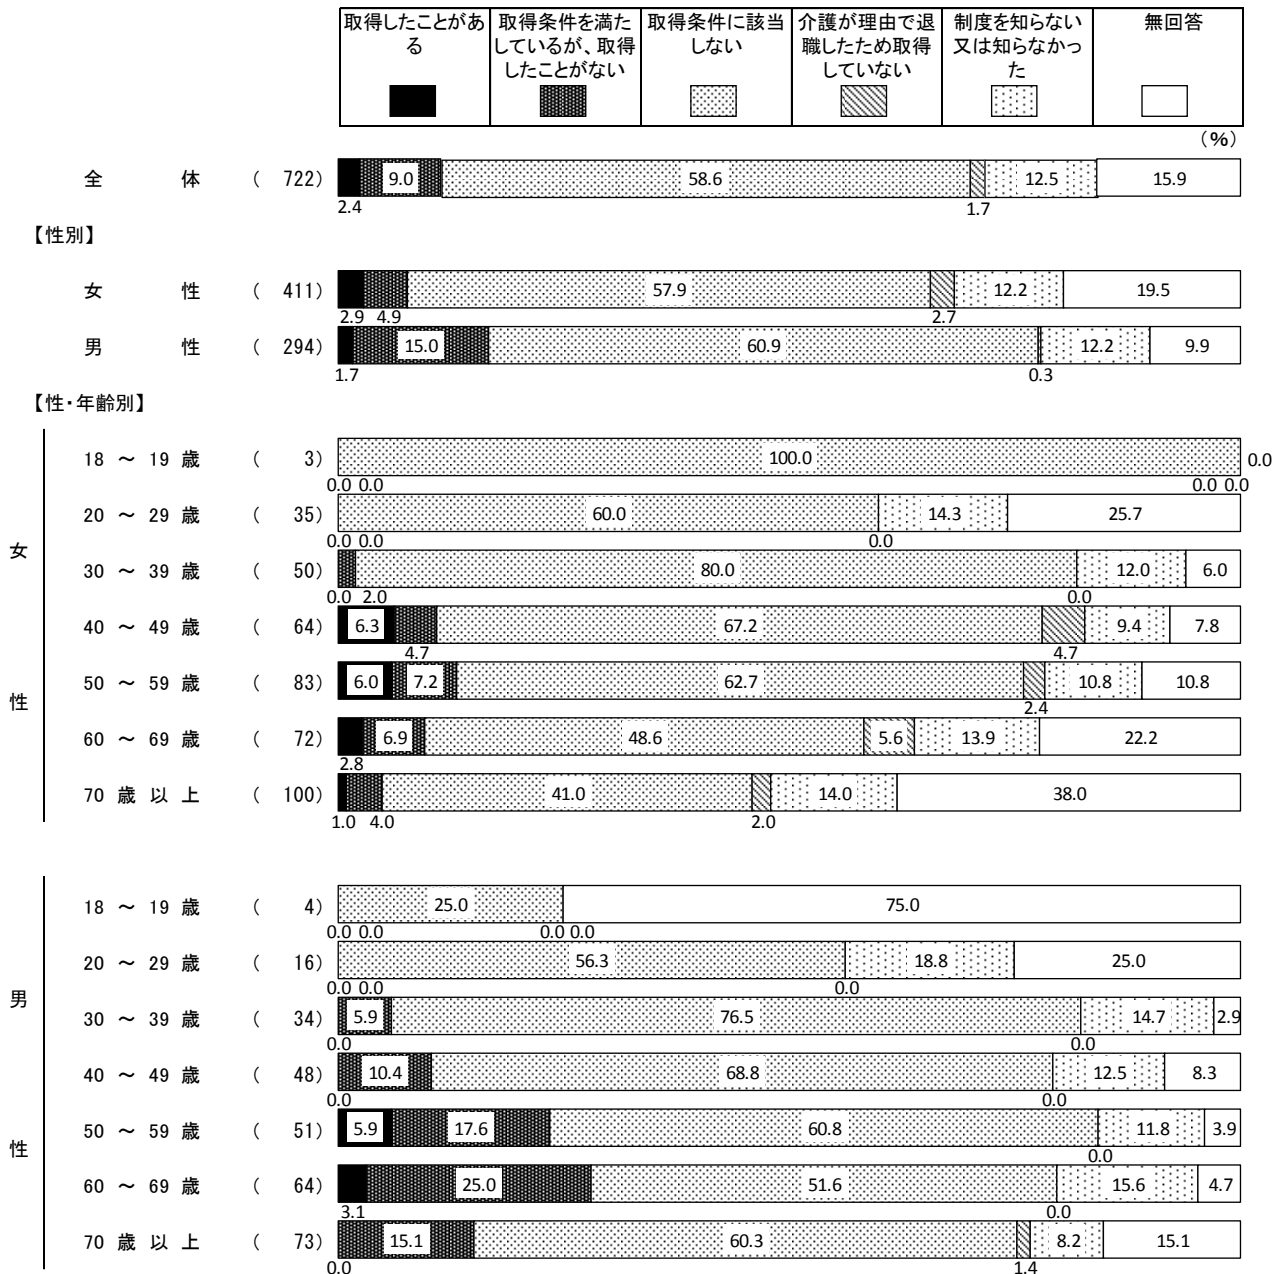 取得したことがあ
る
取得条件を満た
しているが、取得
したことがない
取得条件に該当
しない
介護が理由で退
職したため取得
していない
制度を知らない
又は知らなかっ
た
無回答
(%)
全 体 ( 722) 9.0 58.6 12.5 15.9
2.4 1.7
【性別】
女 性 ( 411) 57.9 12.2 19.5
2.9 4.9 2.7
男 性 ( 294) 15.0 60.9 12.2 9.9
1.7 0.3
【性・年齢別】
女性
18 ～ 19 歳 ( 3) 100.0 0.0
0.0 0.0 0.0 0.0
20 ～ 29 歳 ( 35) 60.0 14.3 25.7
0.0 0.0 0.0
30 ～ 39 歳 ( 50) 80.0 12.0 6.0
0.0 2.0 0.0
40 ～ 49 歳 ( 64) 6.3 67.2 9.4 7.8
4.7 4.7
50 ～ 59 歳 ( 83) 6.0 7.2 62.7 10.8 10.8
2.4
60 ～ 69 歳 ( 72) 6.9 48.6 5.6 13.9 22.2
2.8
70 歳 以 上 ( 100) 41.0 14.0 38.0
1.0 4.0 2.0
男性
18 ～ 19 歳 ( 4) 25.0 75.0
0.0 0.0 0.0 0.0
20 ～ 29 歳 ( 16) 56.3 18.8 25.0
0.0 0.0 0.0
30 ～ 39 歳 ( 34) 5.9 76.5 14.7 2.9
0.0 0.0
40 ～ 49 歳 ( 48) 10.4 68.8 12.5 8.3
0.0 0.0
50 ～ 59 歳 ( 51) 5.9 17.6 60.8 11.8 3.9
0.0
60 ～ 69 歳 ( 64) 25.0 51.6 15.6 4.7
3.1 0.0
70 歳 以 上 ( 73) 15.1 60.3 8.2 15.1
0.0 1.4